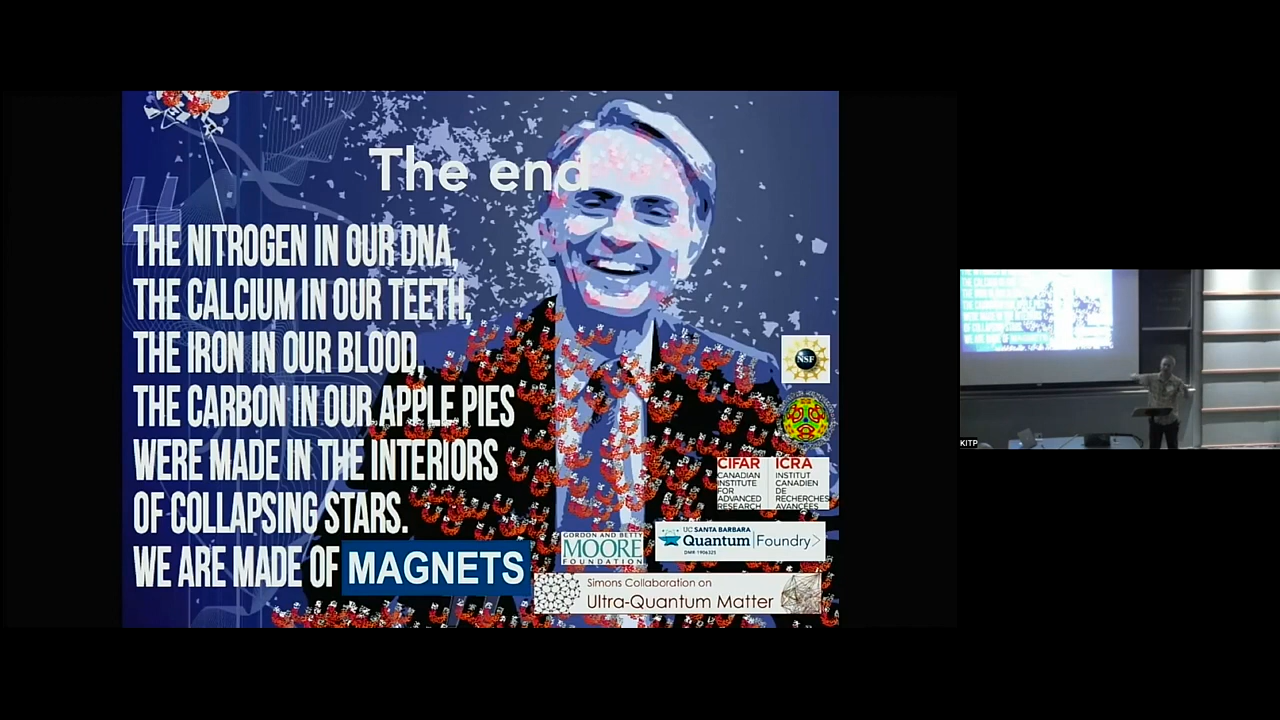 The end
THE NITROGEN IN OUR DNA,
THE CALCIUM IN OUR TEETH,
THE IRON IN OUR BLOOD,
THE CARBON IN OUR APPLE PIES
WERE MADE IN THE INTERIORS
OF COLLAPSING STARS.
WE ARE MADE OF MAGNETS
NSF
CIFAR
CANADIAN
INSTITUTE
FOR
ADVANCED
RESEARCH
ICRA
INSTITUT
CANADIEN
DE
RECHERCHES
AVANCÉES
GORDON AND BETTY
MOORE
FOUNDATION
UC SANTA BARBARA
Quantum Foundry
DMR-1906325
Simons Collaboration on
Ultra-Quantum Matter
KITP